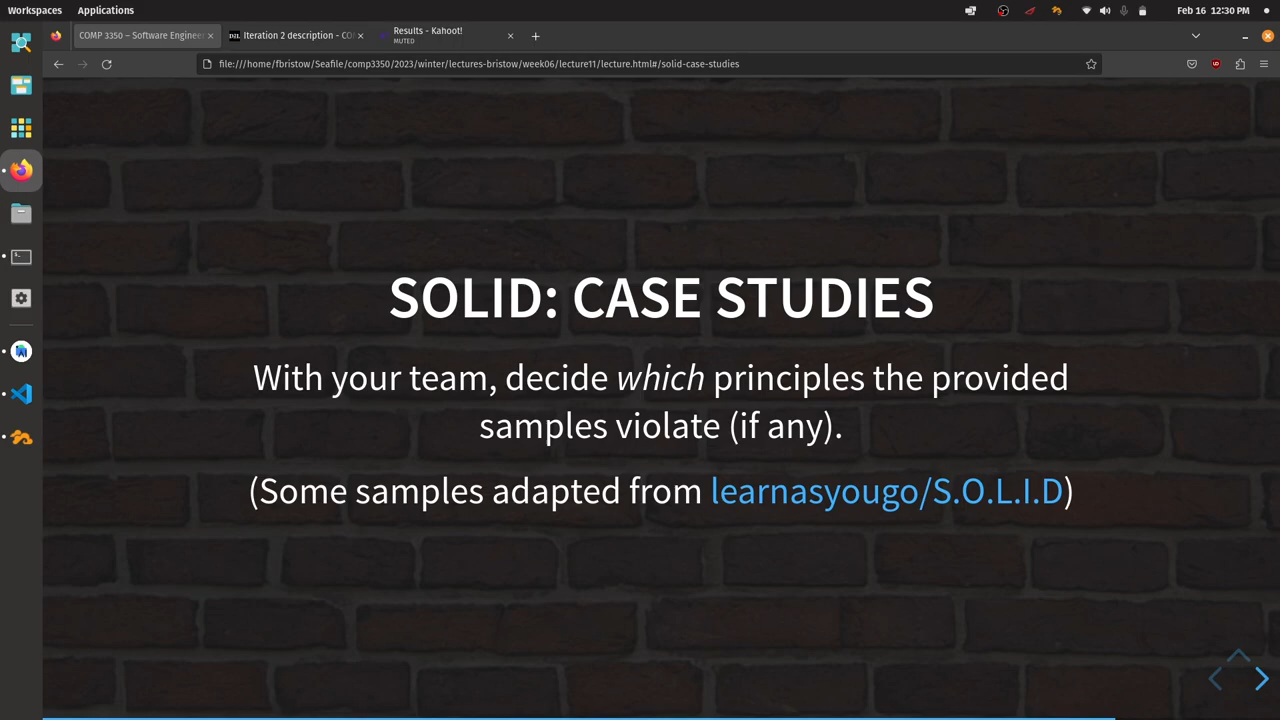 Workspaces Applications Feb 16 12:30 PM
COMP 3350 – Software Engineer Iteration 2 description - CO Results - Kahoot!
MUTED
file:///home/fbristow/Seafile/comp3350/2023/winter/lectures-bristow/week06/lecture11/lecture.html#/solid-case-studies
SOLID: CASE STUDIES
With your team, decide which principles the provided
samples violate (if any).
(Some samples adapted from learnasyougo/S.O.L.I.D)